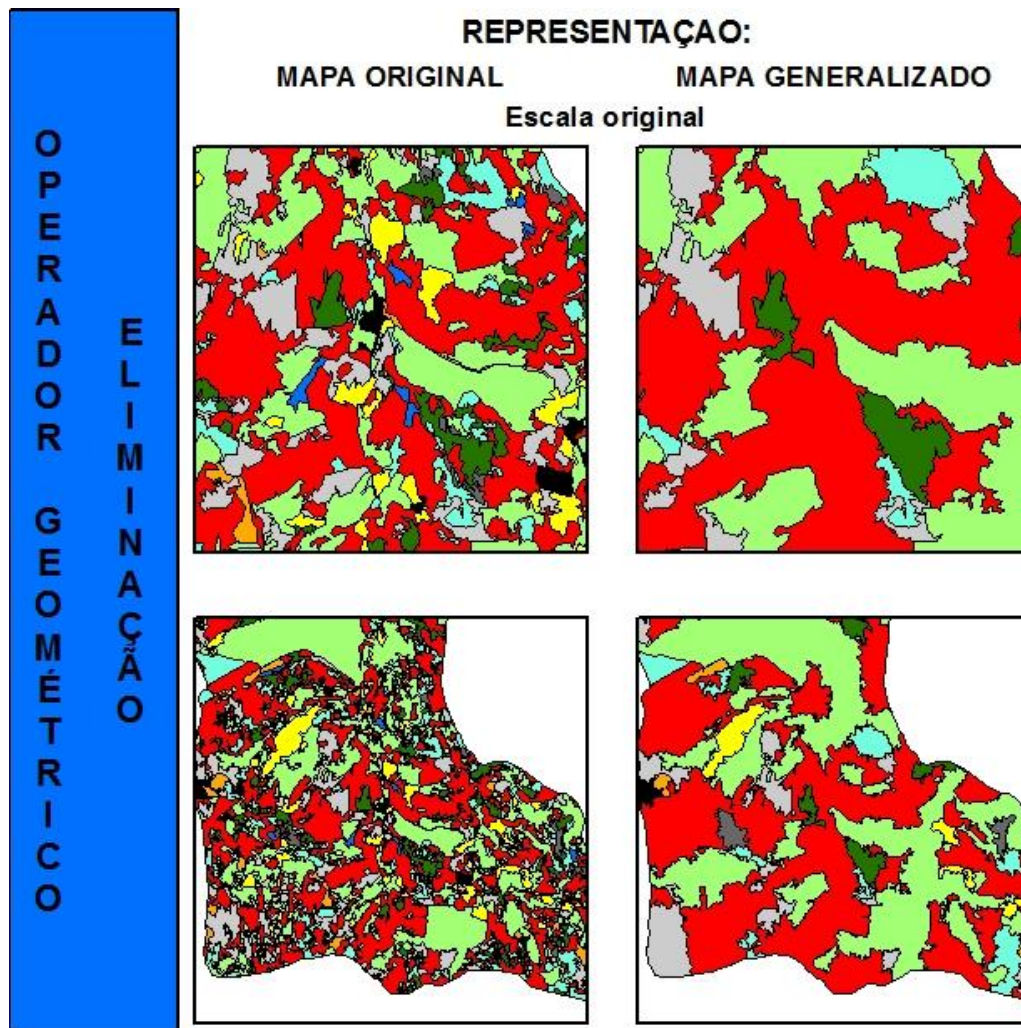 REPRESENTAÇAO:
MAPA ORIGINAL
MAPA GENERALIZADO
Escala original
OPERADOR GEOMÉTRICO
ELIMINAÇÃO